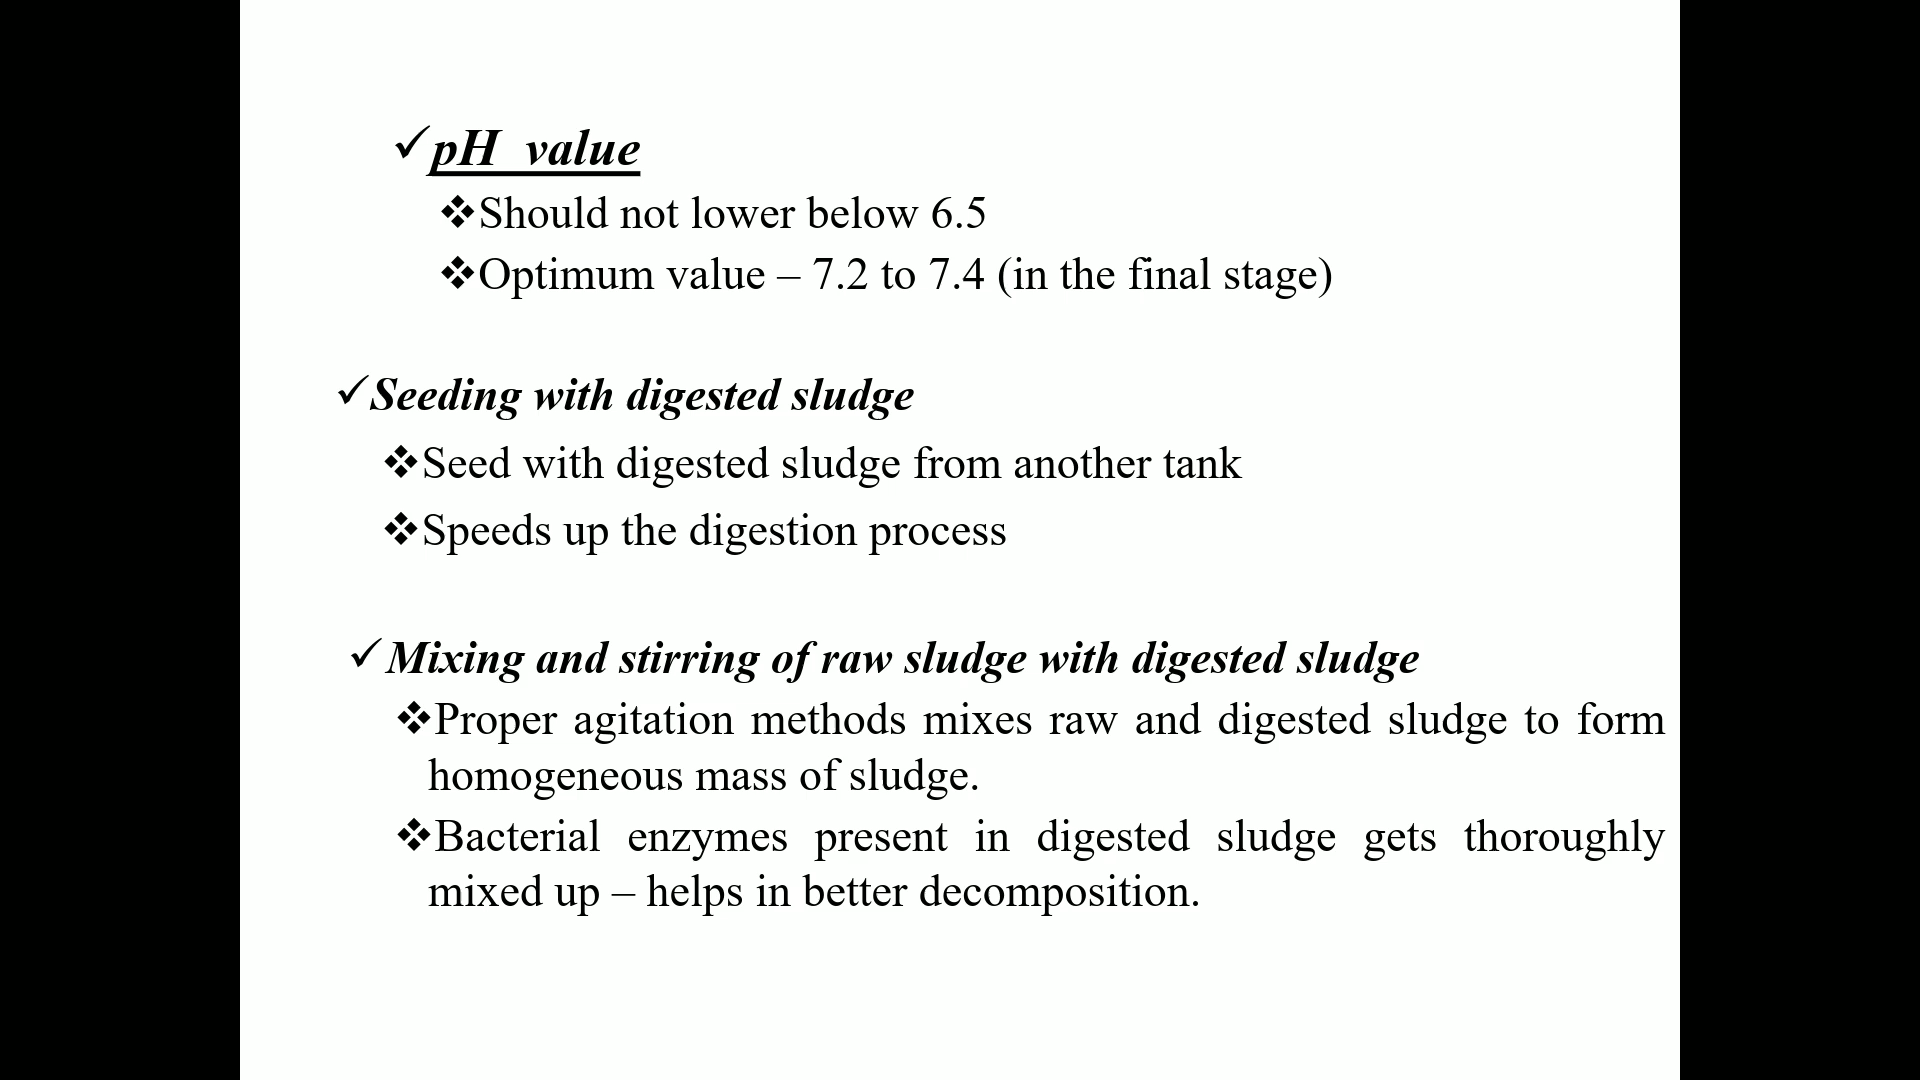 ✓pH value
❖Should not lower below 6.5
❖Optimum value – 7.2 to 7.4 (in the final stage)
✓Seeding with digested sludge
❖Seed with digested sludge from another tank
❖Speeds up the digestion process
✓Mixing and stirring of raw sludge with digested sludge
❖Proper agitation methods mixes raw and digested sludge to form
homogeneous mass of sludge.
❖Bacterial enzymes present in digested sludge gets thoroughly
mixed up – helps in better decomposition.